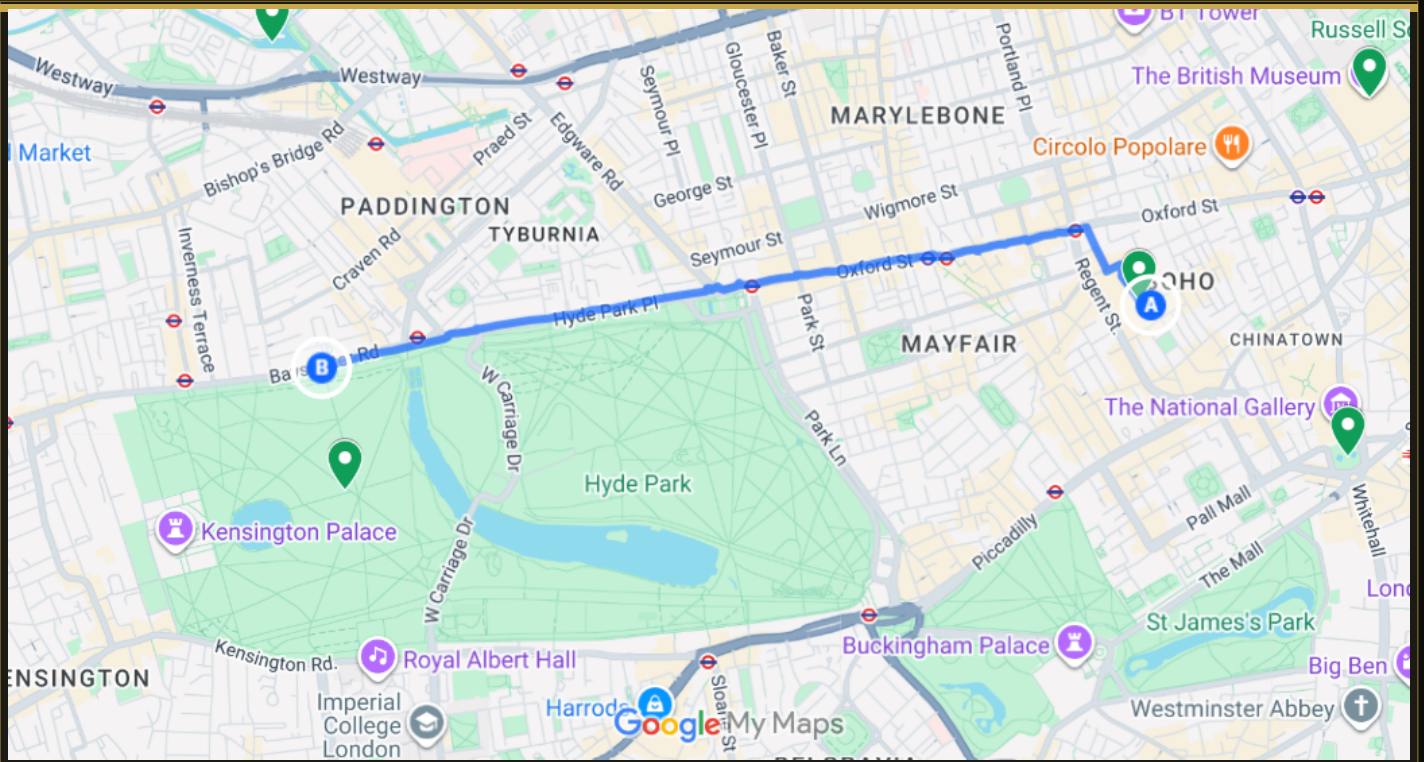 BT Tower
Russell
Westway
Westway
The British Museum
Baker St
Gloucester Pl
Portland Pl
Seymour Pl
MARYLEBONE
Circolo Popolare
Market
Praed St
Edgware Rd
Bishop's Bridge Rd
George St
Wigmore St
Oxford St
PADDINGTON
TYBURNIA
Seymour St
Craven Rd
Inverness Terrace
Oxford St
Regent St.
SOHO
A
Hyde Park Pl
Park St
MAYFAIR
CHINATOWN
Rd
B
W Carriage Dr
Park Ln
The National Gallery
Hyde Park
Pall Mall
Whitehall
Kensington Palace
Piccadilly
The Mall
W Carriage Dr
St James's Park
Kensington Rd.
Royal Albert Hall
Buckingham Palace
Big Ben
Imperial
College
London
Harrods
Sloane St
Google My Maps
Westminster Abbey